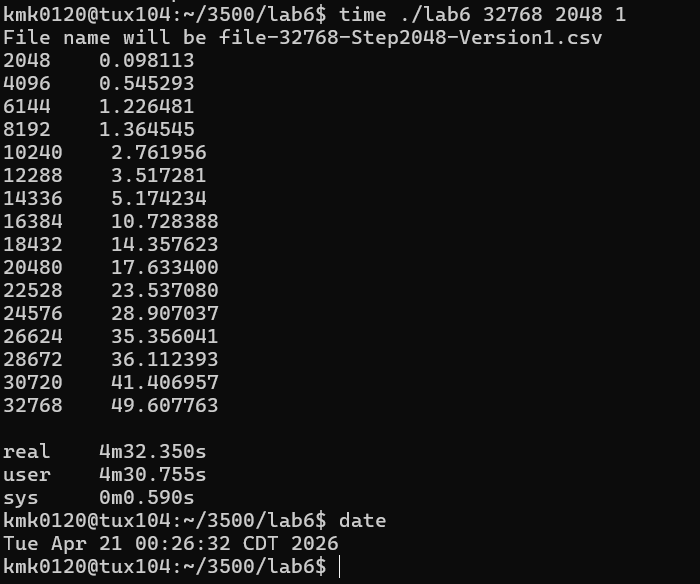 kmk0120@tux104:~/3500/lab6$ time ./lab6 32768 2048 1
File name will be file-32768-Step2048-Version1.csv
2048    0.098113
4096    0.545293
6144    1.226481
8192    1.364545
10240    2.761956
12288    3.517281
14336    5.174234
16384    10.728388
18432    14.357623
20480    17.633400
22528    23.537080
24576    28.907037
26624    35.356041
28672    36.112393
30720    41.406957
32768    49.607763
real    4m32.350s
user    4m30.755s
sys     0m0.590s
kmk0120@tux104:~/3500/lab6$ date
Tue Apr 21 00:26:32 CDT 2026
kmk0120@tux104:~/3500/lab6$